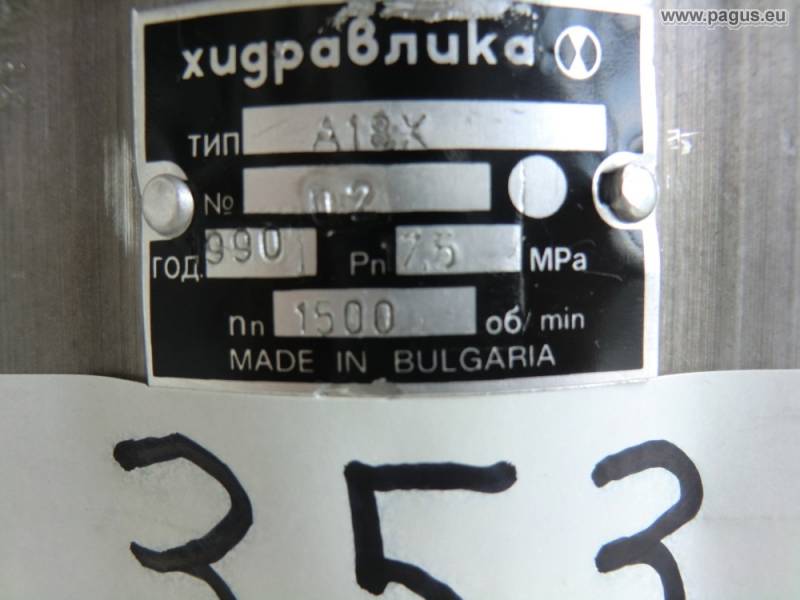 www.pagus.eu
хидравлика
ТИП A18X
№ 02
ГОД. 990 Pn 7.5 MPa
nn 1500 об/min
MADE IN BULGARIA
353